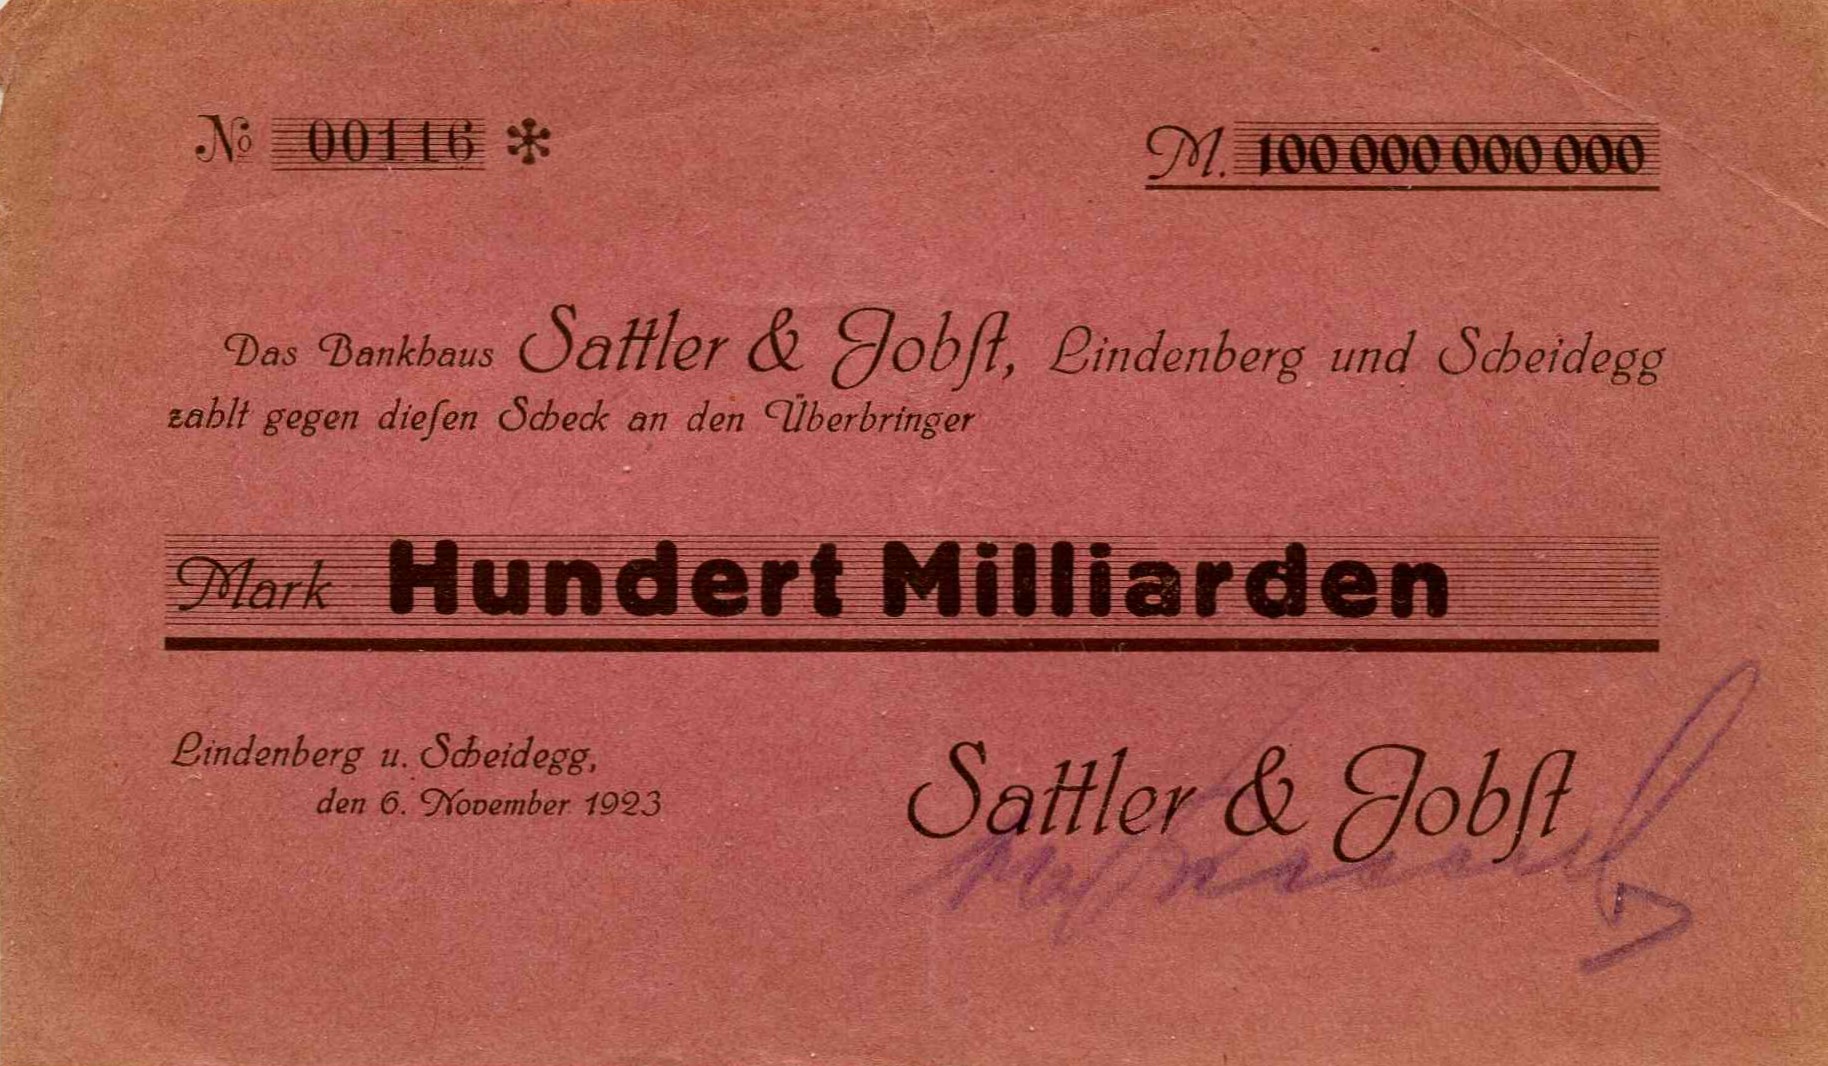 № 00116 *
M. 100 000 000 000
Das Bankhaus Sattler & Jobſt, Lindenberg und Scheidegg
zahlt gegen dieſen Scheck an den Überbringer
Mark Hundert Milliarden
Lindenberg u. Scheidegg,
den 6. November 1923
Sattler & Jobſt